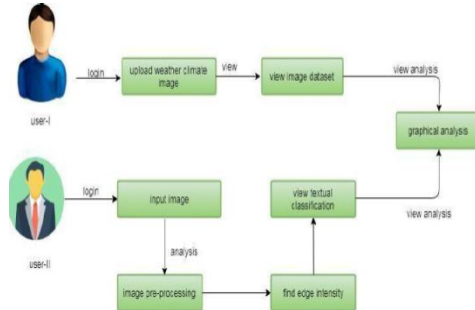 login
upload weather climate
image
view
view image dataset
view analysis
user-I
graphical analysis
login
input image
view textual
classification
view analysis
user-II
analysis
image pre-processing
find edge intensity